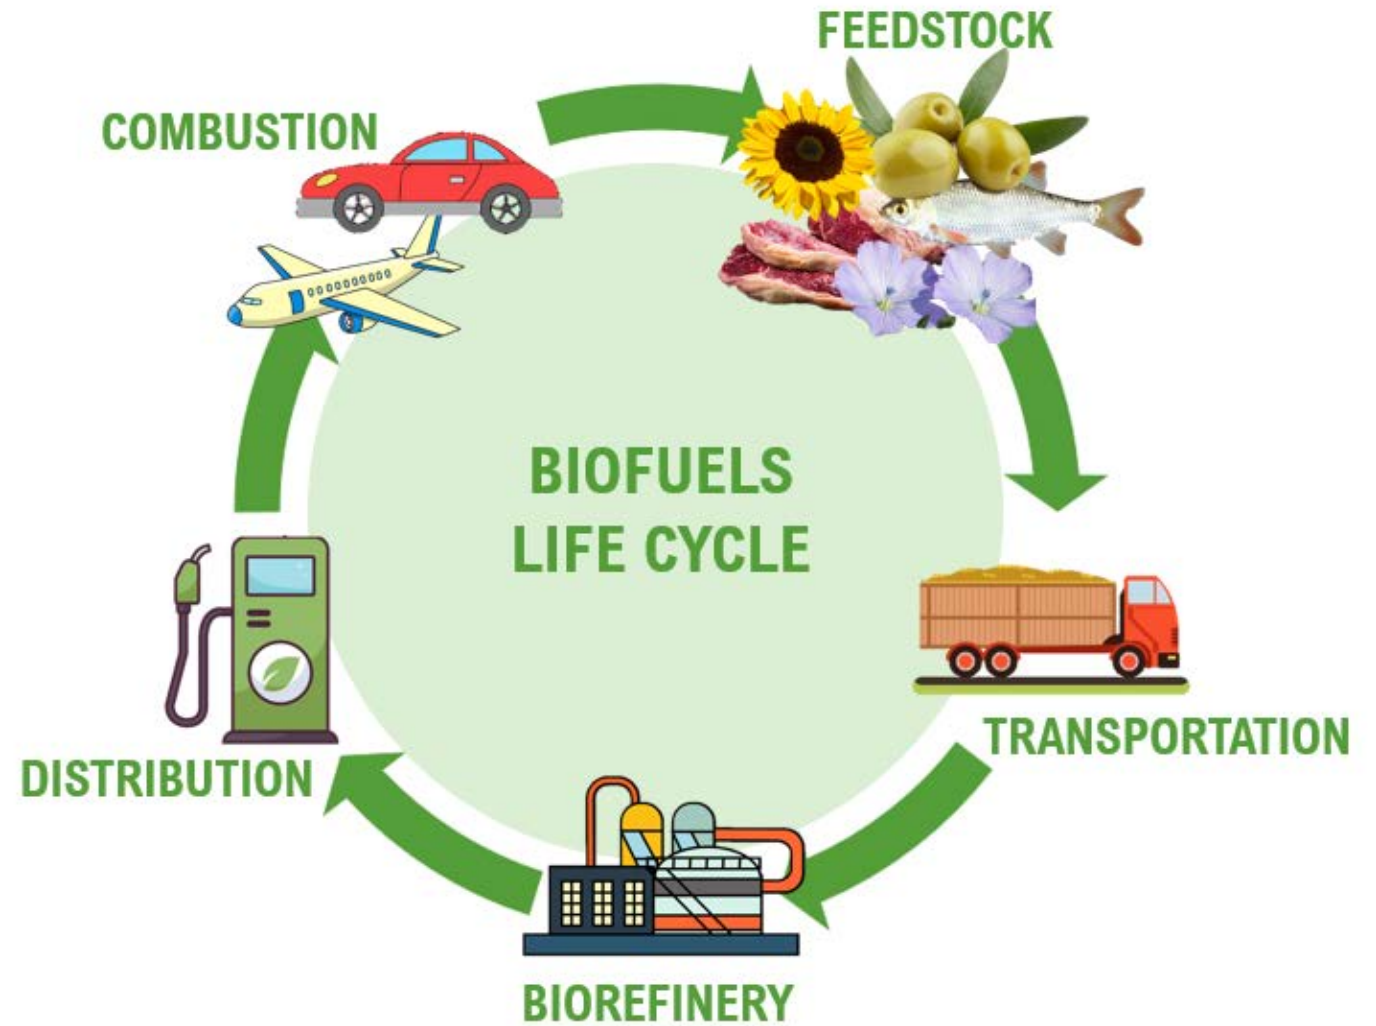 FEEDSTOCK
COMBUSTION
BIOFUELS
LIFE CYCLE
TRANSPORTATION
DISTRIBUTION
BIOREFINERY